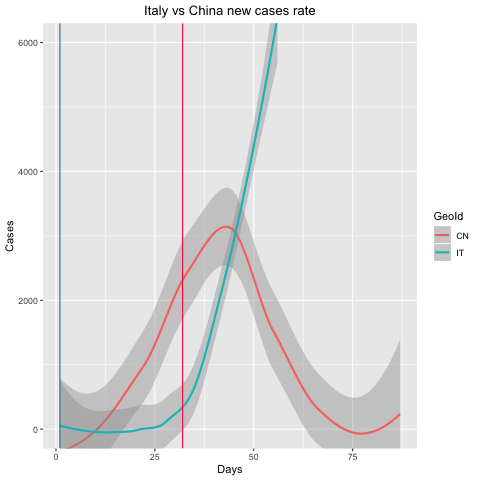 Italy vs China new cases rate
6000
4000
2000
0
Cases
0 25 50 75
Days
GeoId
CN
IT